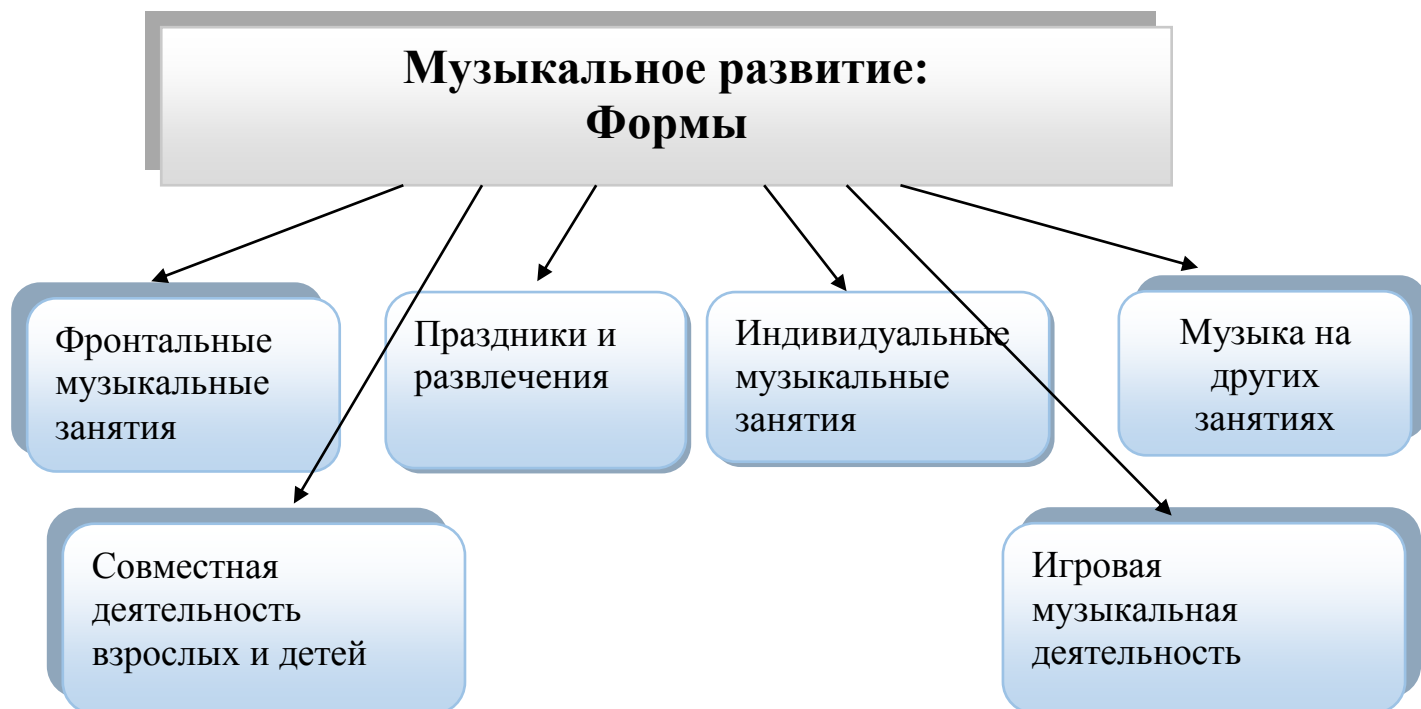 Музыкальное развитие:
Формы
Фронтальные
музыкальные
занятия
Праздники и
развлечения
Индивидуальные
музыкальные
занятия
Музыка на
других
занятиях
Совместная
деятельность
взрослых и детей
Игровая
музыкальная
деятельность